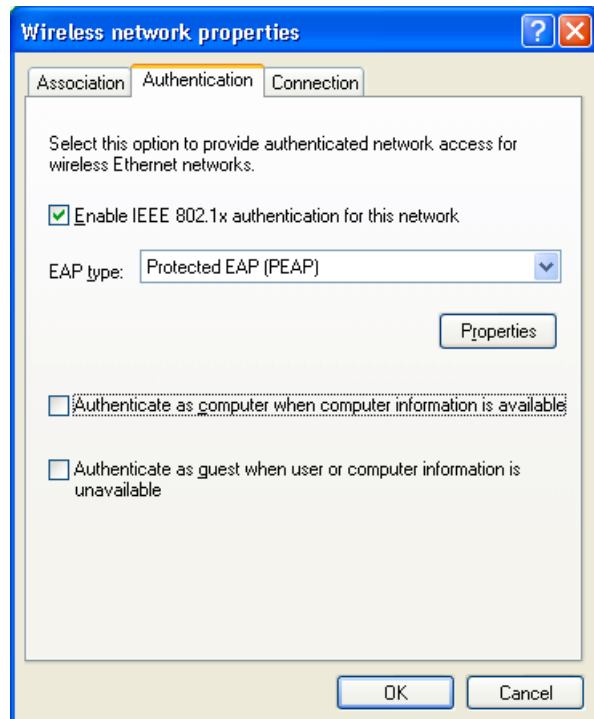 Wireless network properties
Association Authentication Connection
Select this option to provide authenticated network access for
wireless Ethernet networks.
Enable IEEE 802.1x authentication for this network
EAP type: Protected EAP (PEAP)
Properties
Authenticate as computer when computer information is available
Authenticate as guest when user or computer information is
unavailable
OK Cancel